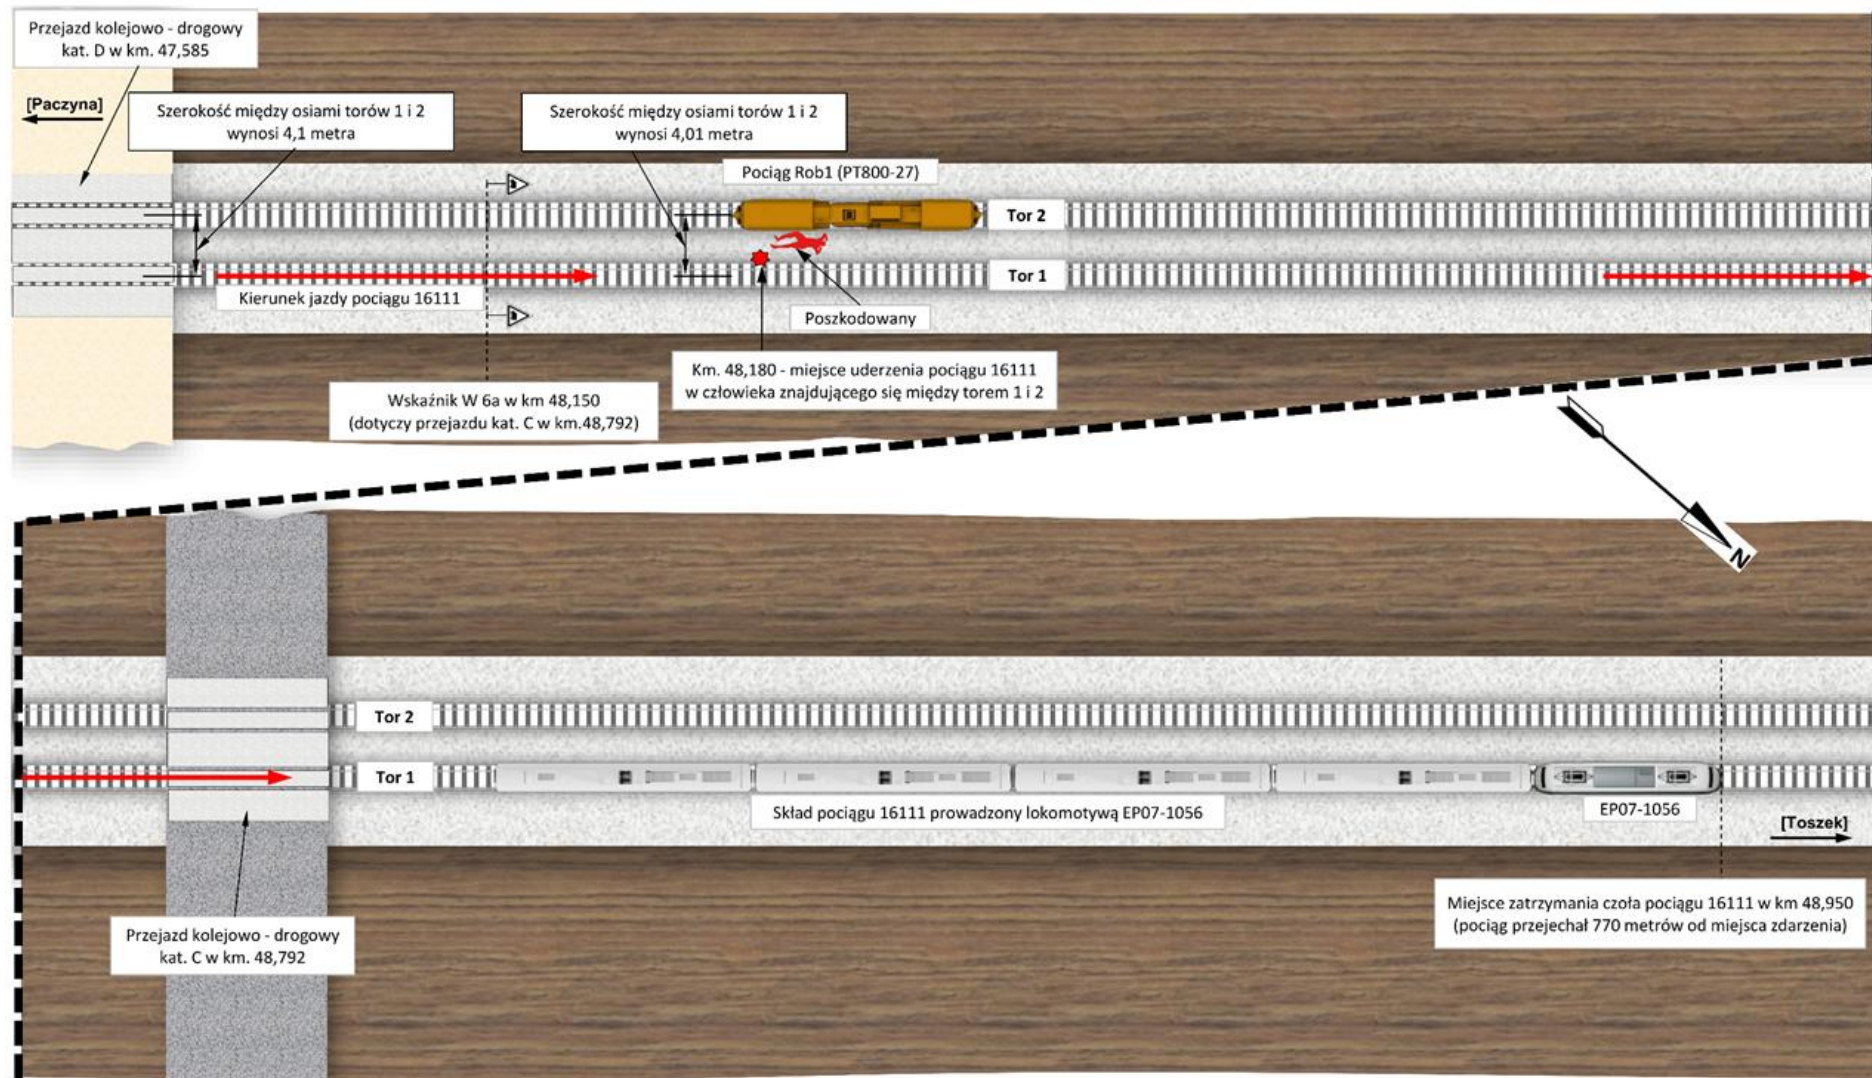 Przejazd kolejowo - drogowy
kat. D w km. 47,585
[Paczyna]
Szerokość między osiami torów 1 i 2
wynosi 4,1 metra
Szerokość między osiami torów 1 i 2
wynosi 4,01 metra
Pociąg Rob1 (PT800-27)
Tor 2
Tor 1
Kierunek jazdy pociągu 16111
Poszkodowany
Km. 48,180 - miejsce uderzenia pociągu 16111
w człowieka znajdującego się między torem 1 i 2
Wskaźnik W 6a w km 48,150
(dotyczy przejazdu kat. C w km.48,792)
N
Tor 2
Tor 1
Skład pociągu 16111 prowadzony lokomotywą EP07-1056
EP07-1056
[Toszek]
Miejsce zatrzymania czoła pociągu 16111 w km 48,950
(pociąg przejechał 770 metrów od miejsca zdarzenia)
Przejazd kolejowo - drogowy
kat. C w km. 48,792